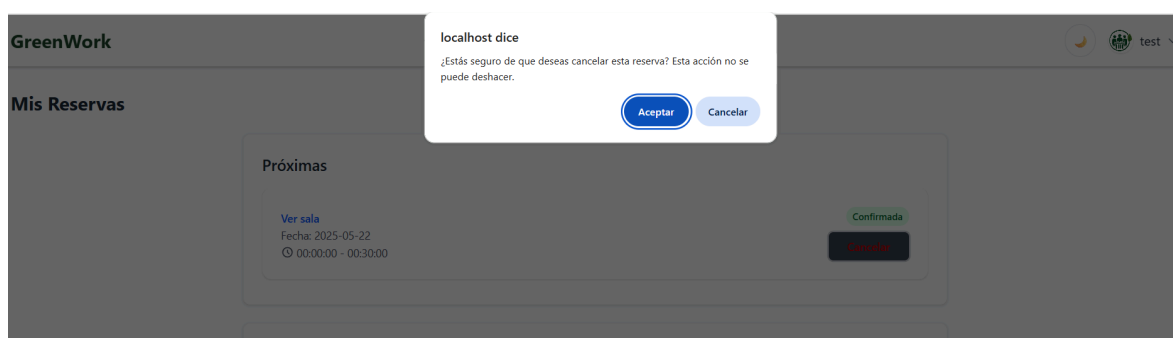 GreenWork
test
localhost dice
¿Estás seguro de que deseas cancelar esta reserva? Esta acción no se
puede deshacer.
Aceptar
Cancelar
Mis Reservas
Próximas
Ver sala
Confirmada
Fecha: 2025-05-22
00:00:00 - 00:30:00
Cancelar